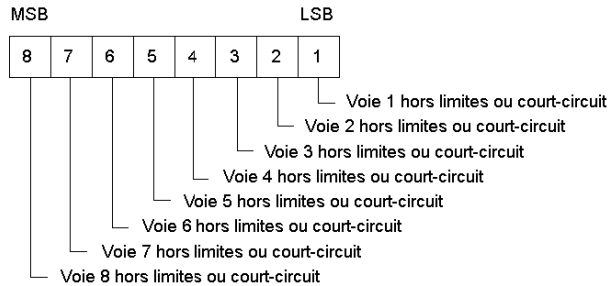 MSB LSB
8 7 6 5 4 3 2 1
Voie 1 hors limites ou court-circuit
Voie 2 hors limites ou court-circuit
Voie 3 hors limites ou court-circuit
Voie 4 hors limites ou court-circuit
Voie 5 hors limites ou court-circuit
Voie 6 hors limites ou court-circuit
Voie 7 hors limites ou court-circuit
Voie 8 hors limites ou court-circuit